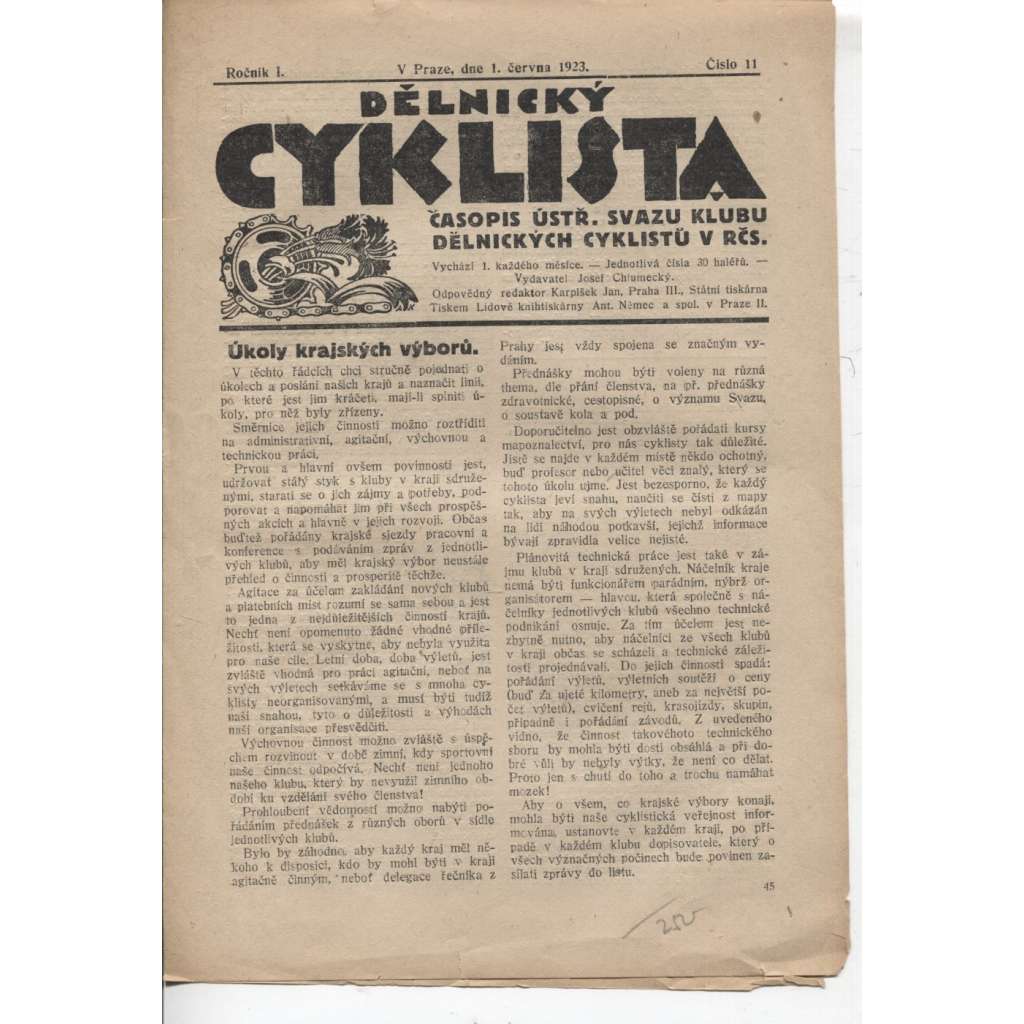 Ročník I.
V Praze, dne 1. června 1923.
Číslo 11
DĚLNICKÝ
CYKLISTA
ČASOPIS ÚSTŘ. SVAZU KLUBU
DĚLNICKÝCH CYKLISTŮ V RČS.
Vychází 1. každého měsíce. — Jednotlivá čísla 30 haléřů. —
Vydavatel Josef Chlumecký.
Odpovědný redaktor Karpíšek Jan, Praha III., Státní tiskárna
Tiskem Lidové knihtiskárny Ant. Němec a spol. v Praze II.
Úkoly krajských výborů.
V těchto řádcích chci stručně pojednati o
úkolech a poslání našich krajů a naznačit linii,
po které jest jim kráčeti, mají-li splniti ú-
koly, pro něž byly zřízeny.
Směrnice jejich činnosti možno roztříditi
na administrativní, agitační, výchovnou a
technickou práci.
Prvou a hlavní ovšem povinností jest,
udržovat stálý styk s kluby v kraji sdruže-
nými, starati se o jich zájmy a potřeby, pod-
porovat a napomáhat jim při všech prospěš-
ných akcích a hlavně v jejich rozvoji. Občas
buďtež pořádány krajské sjezdy pracovní a
konference s podáváním zpráv z jednotli-
vých klubů, aby měl krajský výbor neustále
přehled o činnosti a prosperitě těchže.
Agitace za účelem zakládání nových klubů
a platebních míst rozumí se sama sebou a jest
to jedna z nejdůležitějších činností krajů.
Nechť není opomenuto žádné vhodné příle-
žitosti, která se vyskytne, aby nebyla využita
pro naše cíle. Letní doba, doba výletů, jest
zvláště vhodná pro práci agitační, neboť na
svých výletech setkáváme se s mnoha cy-
klisty neorganisovanými, a musí býti tudíž
naší snahou, tyto o důležitosti a výhodách
naší organisace přesvědčiti.
Výchovnou činnost možno zvláště s úspě-
chem rozvinout v době zimní, kdy sportovní
naše činnost odpočívá. Nechť není jednoho
našeho klubu, který by nevyužil zimního ob-
dobí ku vzdělání svého členstva!
Prohloubení vědomostí možno nabýti po-
řádáním přednášek z různých oborů v sídle
jednotlivých klubů.
Bylo by záhodno, aby každý kraj měl ně-
koho k disposici, kdo by mohl býti v kraji
agitačně činným, neboť delegace řečníka z
Prahy jest vždy spojena se značným vy-
dáním.
Přednášky mohou býti voleny na různá
thema, dle přání členstva, na př. přednášky
zdravotnické, cestopisné, o významu Svazu,
o soustavě kola a pod.
Doporučitelno jest obzvláště pořádati kursy
mapoznalectví, pro nás cyklisty tak důležité.
Jistě se najde v každém místě někdo ochotný,
buď profesor nebo učitel věci znalý, který se
tohoto úkolu ujme. Jest bezesporno, že každý
cyklista jeví snahu, naučiti se čísti z mapy
tak, aby na svých výletech nebyl odkázán
na lidi náhodou potkavší, jejichž informace
bývají zpravidla velice nejisté.
Plánovitá technická práce jest také v zá-
jmu klubů v kraji sdružených. Náčelník kraje
nemá býti funkcionářem parádním, nýbrž or-
ganisátorem — hlavou, která společně s ná-
čelníky jednotlivých klubů všechno technické
podnikání osnuje. Za tím účelem jest ne-
zbytně nutno, aby náčelníci ze všech klubů
v kraji občas se scházeli a technické záleži-
tosti projednávali. Do jejich činnosti spadá:
pořádání výletů, výletních soutěží o ceny
(buď za ujeté kilometry, aneb za největší po-
čet výletů), cvičení rejů, krasojízdy, skupin,
případně i pořádání závodů. Z uvedeného
vidno, že činnost takovéhoto technického
sboru by mohla býti dosti obsáhlá a při do-
bré vůli by nebyly výtky, že není co dělat.
Proto jen s chutí do toho a trochu namáhat
mozek!
Aby o všem, co krajské výbory konají,
mohla býti naše cyklistická veřejnost infor-
mována, ustanovte v každém kraji, po pří-
padě v každém klubu dopisovatele, který o
všech význačných počinech bude povinen za-
sílati zprávy do listu.
45
252